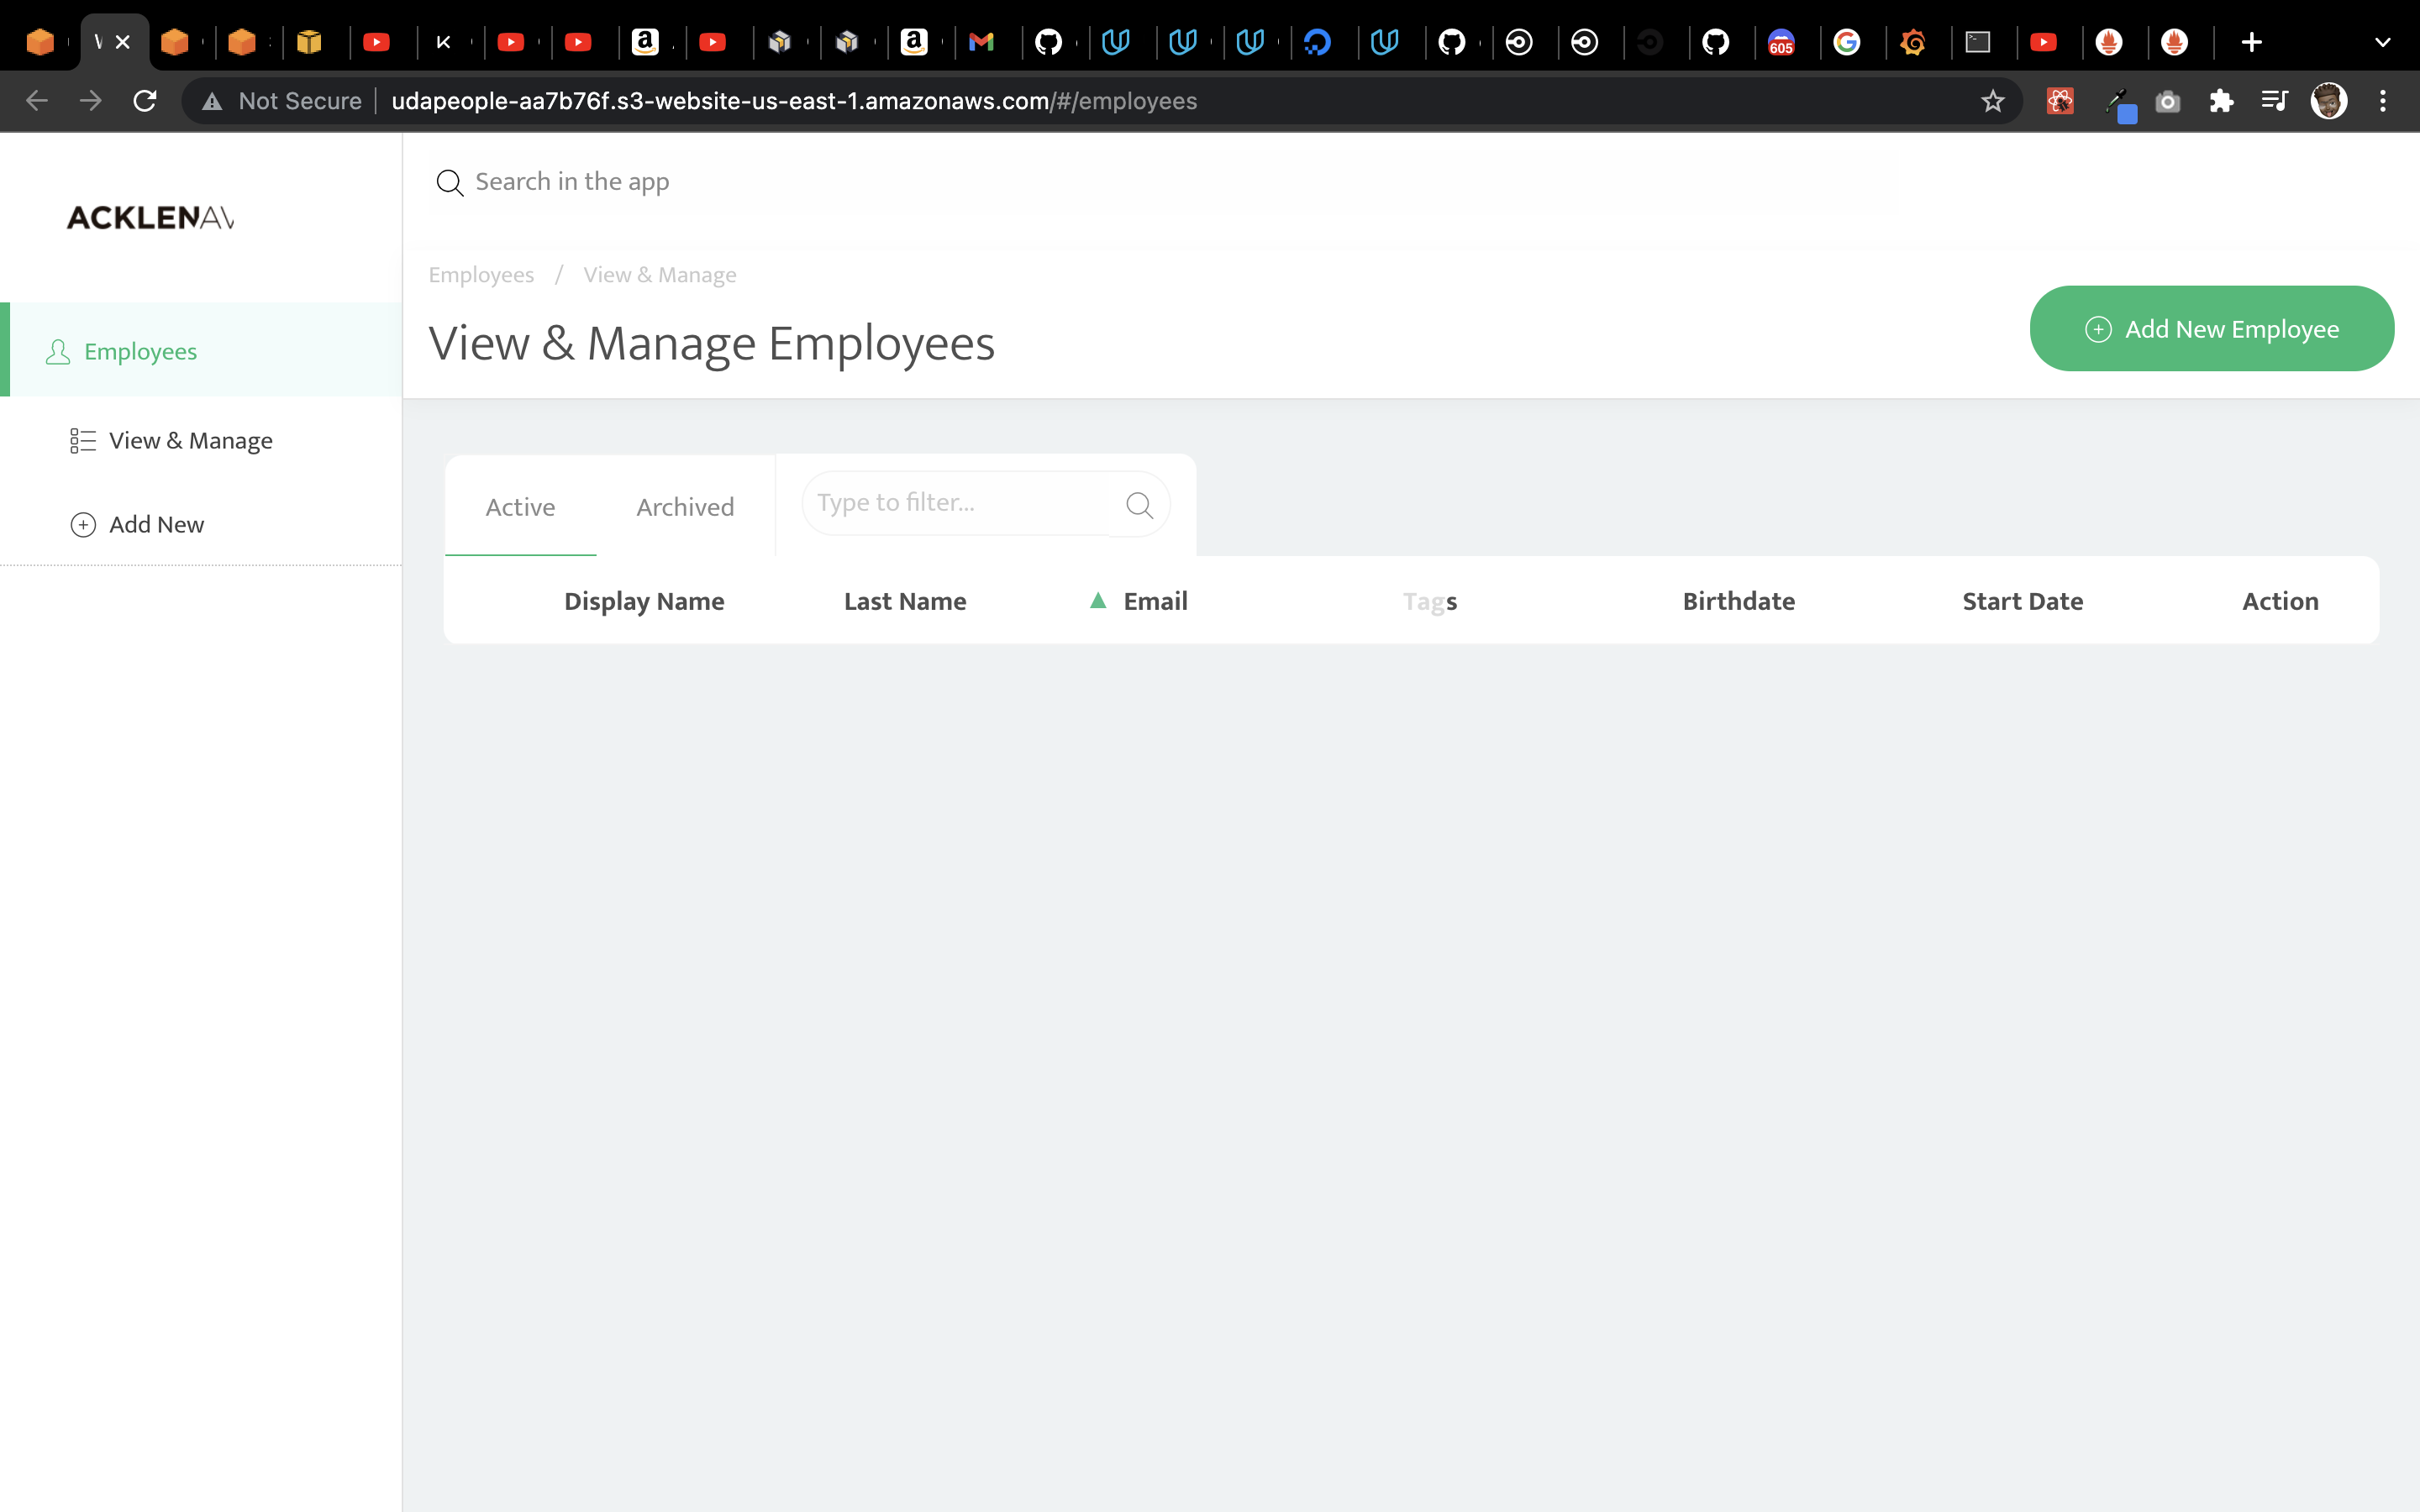 605
Not Secure udapeople-aa7b76f.s3-website-us-east-1.amazonaws.com/#/employees
Search in the app
ACKLENAV
Employees / View & Manage
View & Manage Employees
Add New Employee
Employees
View & Manage
Add New
Active Archived Type to filter...
Display Name Last Name Email Tags Birthdate Start Date Action